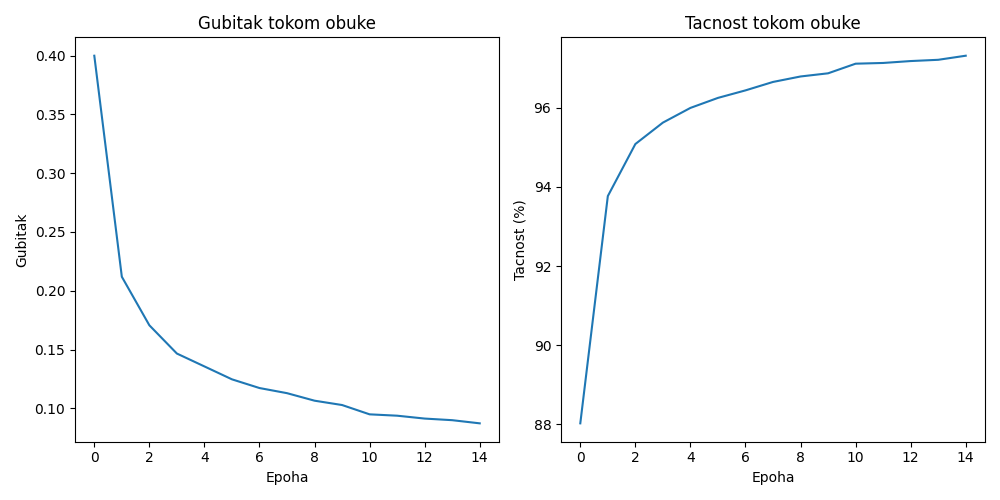 Gubitak tokom obuke
0.40
0.35
0.30
0.25
0.20
0.15
0.10
Gubitak
0 2 4 6 8 10 12 14
Epoha
Tacnost tokom obuke
96
94
92
90
88
Tacnost (%)
0 2 4 6 8 10 12 14
Epoha